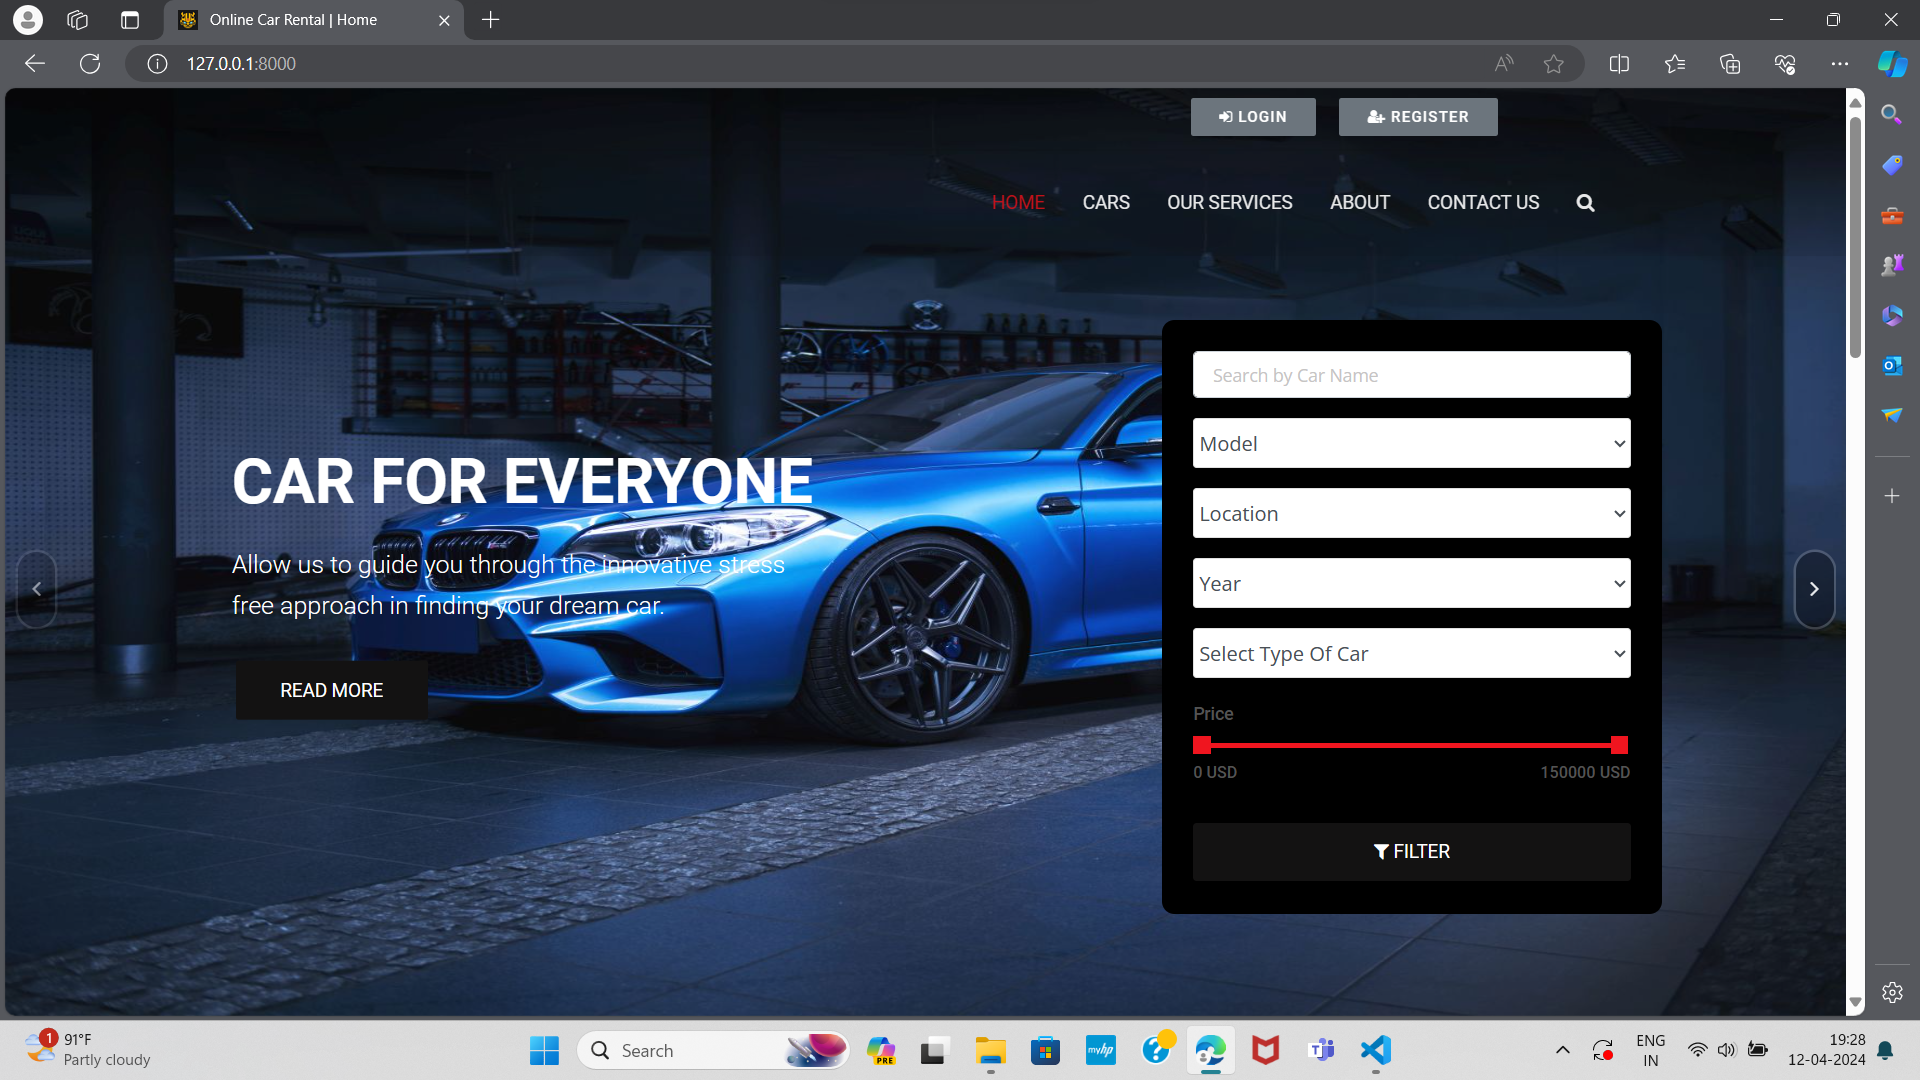 Online Car Rental | Home
127.0.0.1:8000
LOGIN
REGISTER
HOME
CARS
OUR SERVICES
ABOUT
CONTACT US
Search by Car Name
Model
Location
Year
Select Type Of Car
Price
0 USD
150000 USD
FILTER
CAR FOR EVERYONE
Allow us to guide you through the innovative stress
free approach in finding your dream car.
READ MORE
1
91°F
Partly cloudy
Search
PRE
myhp
ENG
IN
19:28
12-04-2024